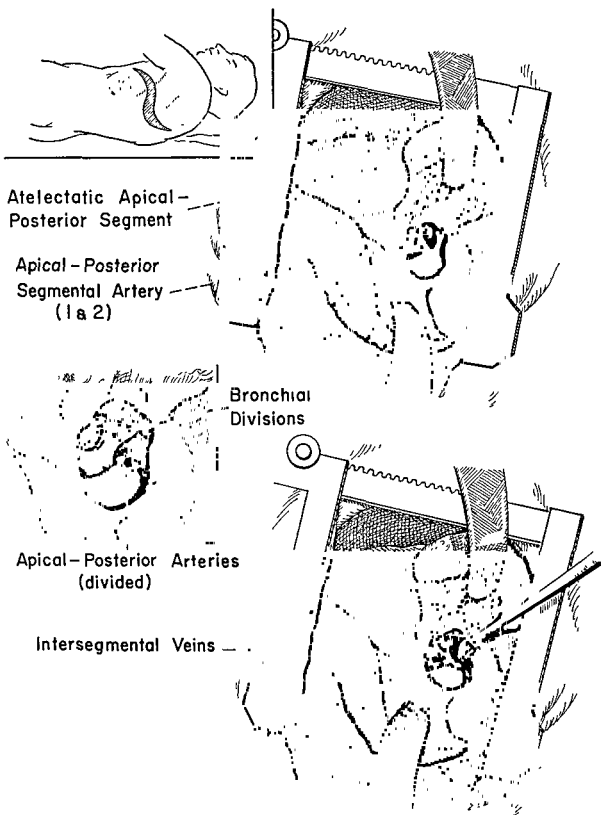 Atelectatic Apical-
Posterior Segment
Apical-Posterior
Segmental Artery
(1 & 2)
Bronchial
Divisions
Apical-Posterior Arteries
(divided)
Intersegmental Veins